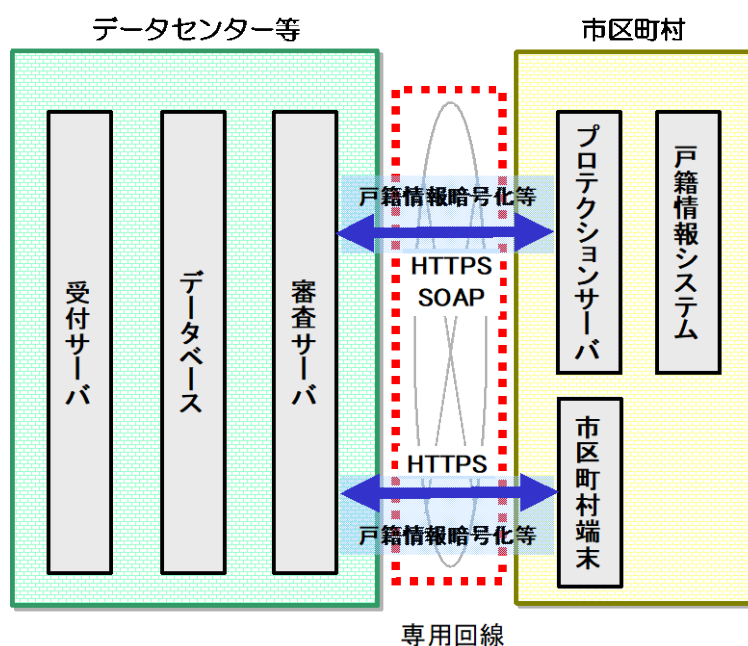 データセンター等
市区町村
受付サーバ
データベース
審査サーバ
戸籍情報暗号化等
HTTPS
SOAP
HTTPS
戸籍情報暗号化等
プロテクションサーバ
戸籍情報システム
市区町村端末
専用回線